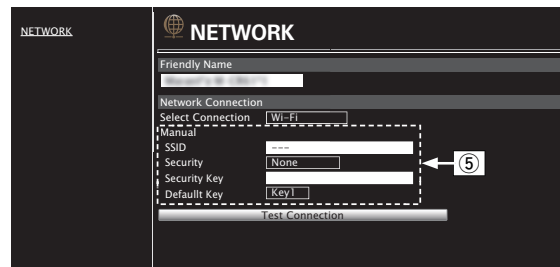 NETWORK
NETWORK
Friendly Name
Network Connection
Select Connection Wi-Fi
Manual
SSID ---
Security None
⑤
Security Key
Defaullt Key Key1
Test Connection